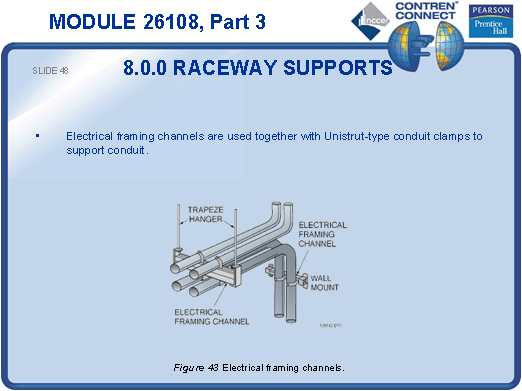 MODULE 26108, Part 3
nccer
CONTREN®
CONNECT
PEARSON
Prentice
Hall
SLIDE 48
8.0.0 RACEWAY SUPPORTS
• Electrical framing channels are used together with Unistrut-type conduit clamps to
support conduit.
TRAPEZE
HANGER
ELECTRICAL
FRAMING
CHANNEL
WALL
MOUNT
ELECTRICAL
FRAMING CHANNEL
Figure 43 Electrical framing channels.